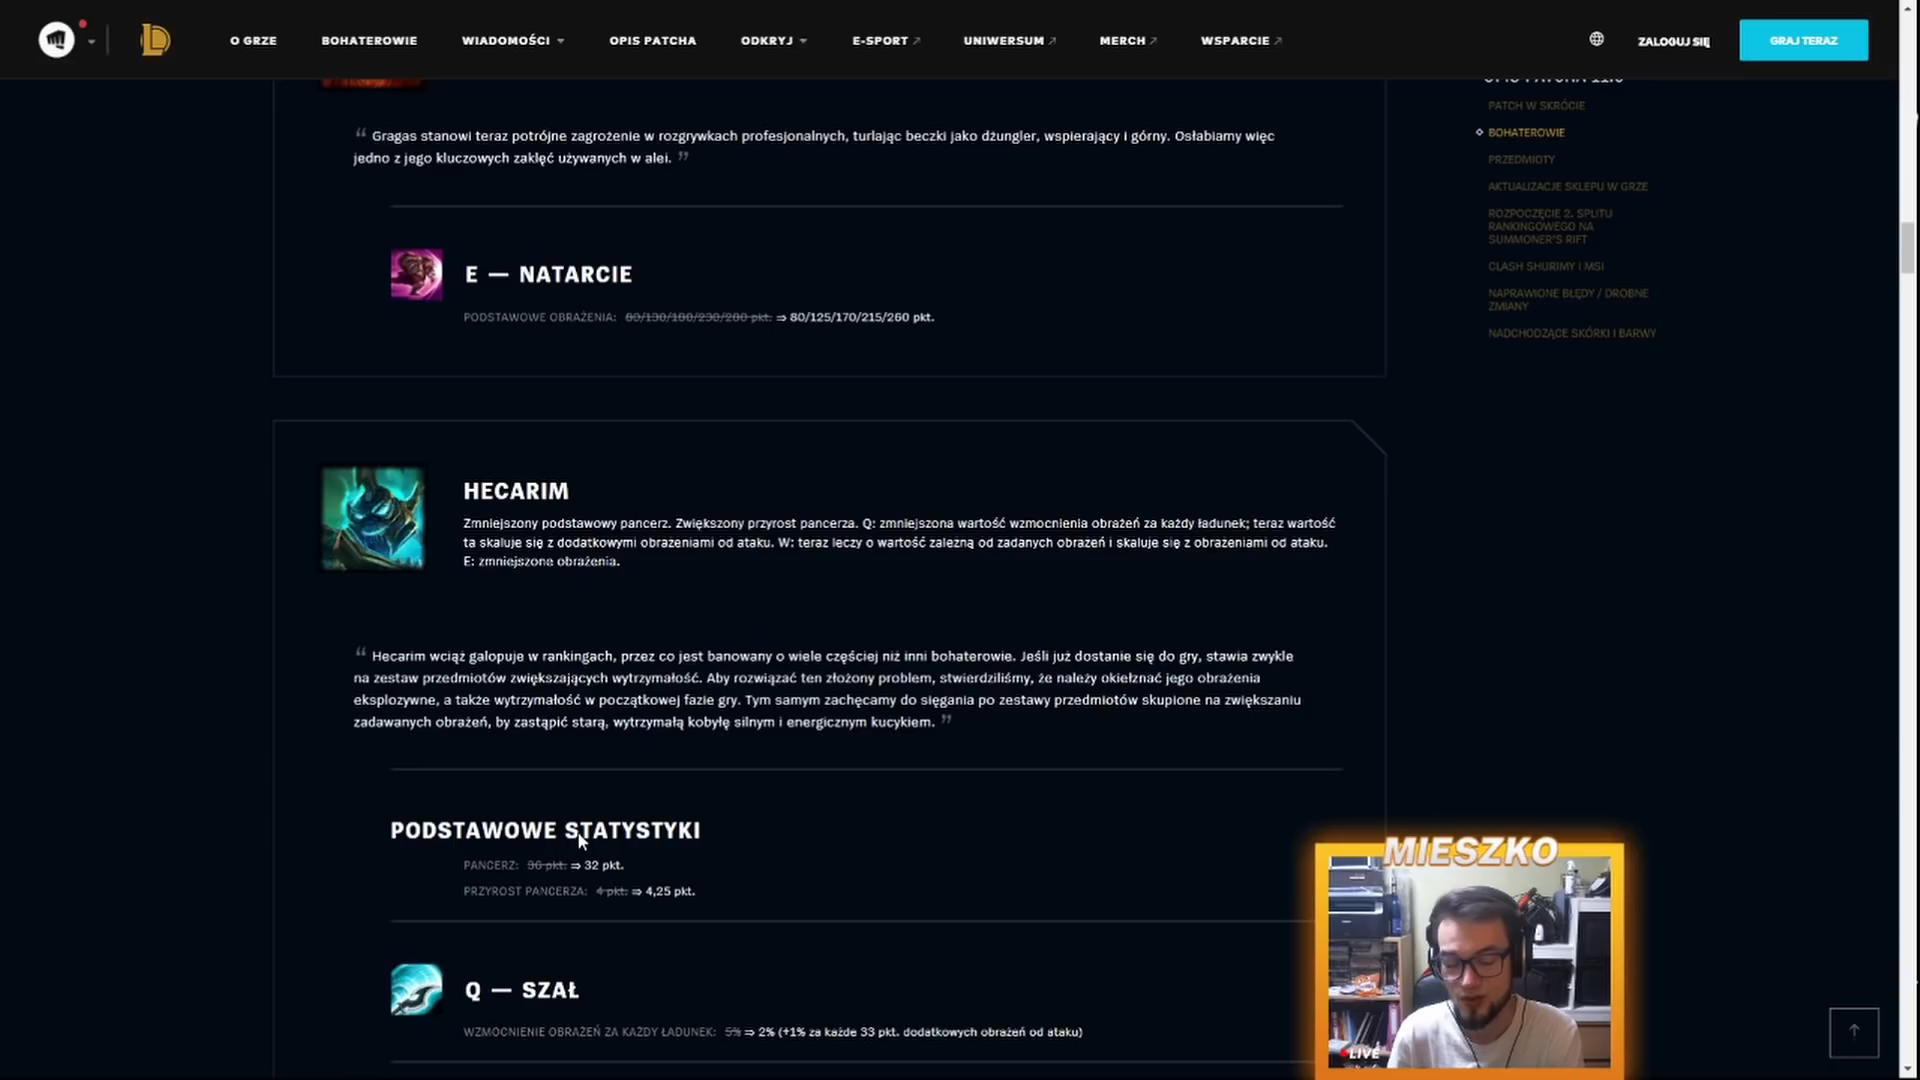 O GRZE
BOHATEROWIE
WIADOMOŚCI
OPIS PATCHA
ODKRYJ
E-SPORT
UNIWERSUM
MERCH
WSPARCIE
ZALOGUJ SIĘ
GRAJ TERAZ
“ Gragas stanowi teraz potrójne zagrożenie w rozgrywkach profesjonalnych, turlając beczki jako dżungler, wspierający i górny. Osłabiamy więc
jedno z jego kluczowych zaklęć używanych w alei. ”
E — NATARCIE
PODSTAWOWE OBRAŻENIA: 80/130/180/230/280 pkt. ⇒ 80/125/170/215/260 pkt.
HECARIM
Zmniejszony podstawowy pancerz. Zwiększony przyrost pancerza. Q: zmniejszona wartość wzmocnienia obrażeń za każdy ładunek; teraz wartość
ta skaluje się z dodatkowymi obrażeniami od ataku. W: teraz leczy o wartość zależną od zadanych obrażeń i skaluje się z obrażeniami od ataku.
E: zmniejszone obrażenia.
“ Hecarim wciąż galopuje w rankingach, przez co jest banowany o wiele częściej niż inni bohaterowie. Jeśli już dostanie się do gry, stawia zwykle
na zestaw przedmiotów zwiększających wytrzymałość. Aby rozwiązać ten złożony problem, stwierdziliśmy, że należy okiełznać jego obrażenia
eksplozywne, a także wytrzymałość w początkowej fazie gry. Tym samym zachęcamy do sięgania po zestawy przedmiotów skupione na zwiększaniu
zadawanych obrażeń, by zastąpić starą, wytrzymałą kobyłę silnym i energicznym kucykiem. ”
PODSTAWOWE STATYSTYKI
PANCERZ: 36 pkt. ⇒ 32 pkt.
PRZYROST PANCERZA: 4 pkt. ⇒ 4,25 pkt.
Q — SZAŁ
WZMOCNIENIE OBRAŻEŃ ZA KAŻDY ŁADUNEK: 5% ⇒ 2% (+1% za każde 33 pkt. dodatkowych obrażeń od ataku)
PATCH W SKRÓCIE
BOHATEROWIE
PRZEDMIOTY
AKTUALIZACJE SKLEPU W GRZE
ROZPOCZĘCIE 2. SPLITU
RANKINGOWEGO NA
SUMMONER'S RIFT
CLASH SHURIMY I MSI
NAPRAWIONE BŁĘDY / DROBNE
ZMIANY
NADCHODZĄCE SKÓRKI I BARWY
MIESZKO
LIVE